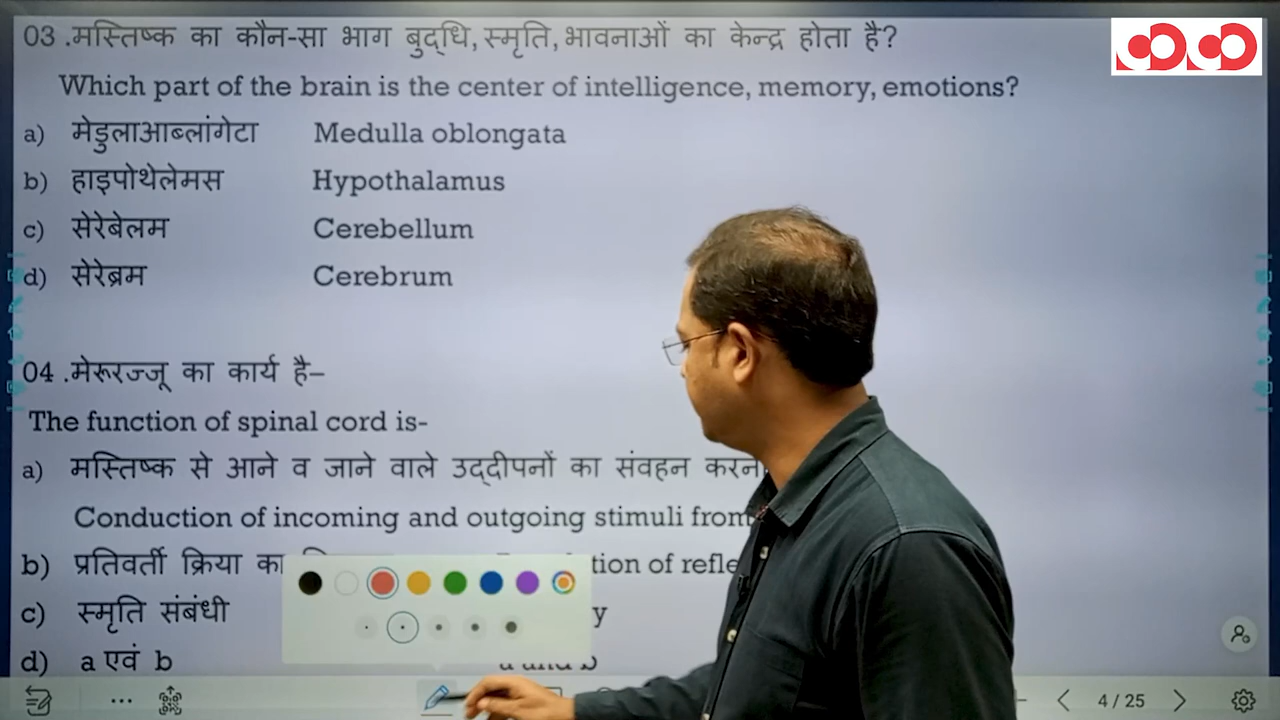 03 .मस्तिष्क का कौन-सा भाग बुद्धि, स्मृति, भावनाओं का केन्द्र होता है?
Which part of the brain is the center of intelligence, memory, emotions?
a) मेडुलाआब्लांगेटा Medulla oblongata
b) हाइपोथेलेमस Hypothalamus
c) सेरेबेलम Cerebellum
d) सेरेब्रम Cerebrum
04 .मेरूरज्जू का कार्य है–
The function of spinal cord is-
a) मस्तिष्क से आने व जाने वाले उद्दीपनों का संवहन
Conduction of incoming and outgoing stimuli from
b) प्रतिवर्ती क्रिया of
c) स्मृति संबंधी
d) a एवं b a and b
4 / 25